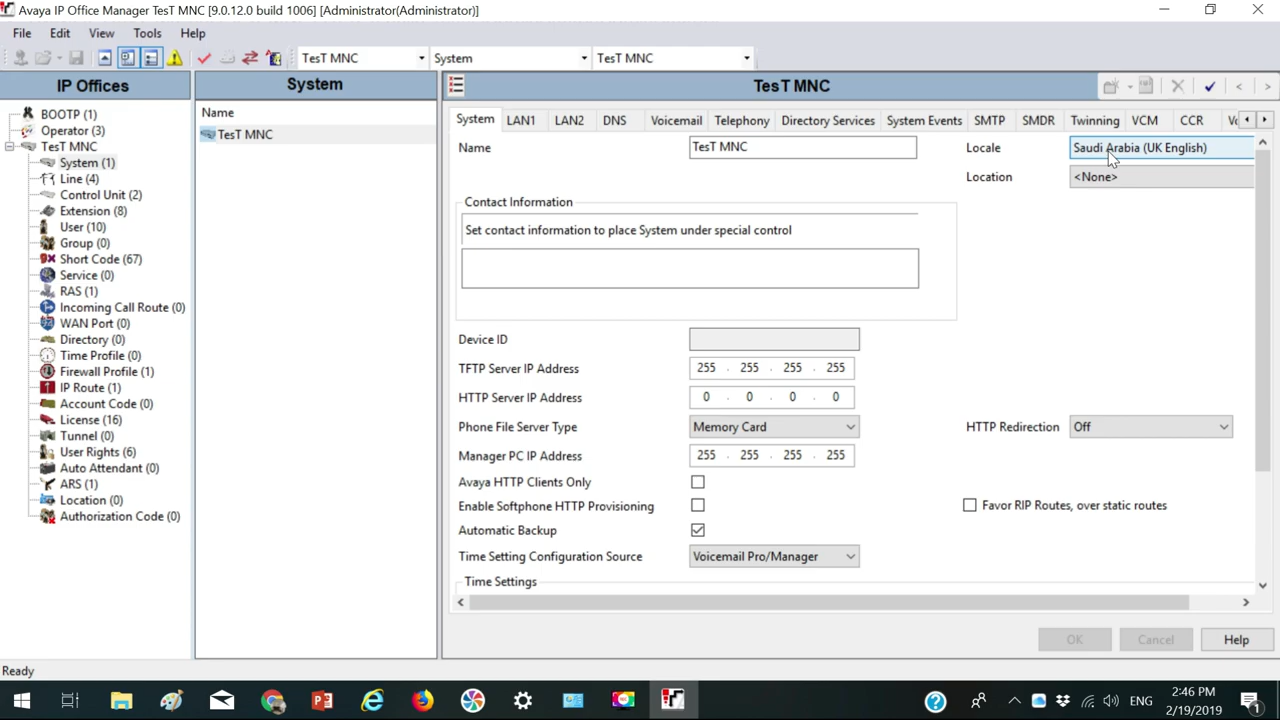 Avaya IP Office Manager TesT MNC [9.0.12.0 build 1006] [Administrator(Administrator)]
File Edit View Tools Help
TesT MNC System TesT MNC
IP Offices System TesT MNC
BOOTP (1)
Operator (3)
TesT MNC
System (1)
Line (4)
Control Unit (2)
Extension (8)
User (10)
Group (0)
Short Code (67)
Service (0)
RAS (1)
Incoming Call Route (0)
WAN Port (0)
Directory (0)
Time Profile (0)
Firewall Profile (1)
IP Route (1)
Account Code (0)
License (16)
Tunnel (0)
User Rights (6)
Auto Attendant (0)
ARS (1)
Location (0)
Authorization Code (0)
Name
TesT MNC
System LAN1 LAN2 DNS Voicemail Telephony Directory Services System Events SMTP SMDR Twinning VCM CCR
Name TesT MNC Locale Saudi Arabia (UK English)
Location <None>
Contact Information
Set contact information to place System under special control
Device ID
TFTP Server IP Address 255 . 255 . 255 . 255
HTTP Server IP Address 0 . 0 . 0 . 0
Phone File Server Type Memory Card HTTP Redirection Off
Manager PC IP Address 255 . 255 . 255 . 255
Avaya HTTP Clients Only
Enable Softphone HTTP Provisioning Favor RIP Routes, over static routes
Automatic Backup
Time Setting Configuration Source Voicemail Pro/Manager
Time Settings
OK Cancel Help
Ready
ENG 2:46 PM
2/19/2019